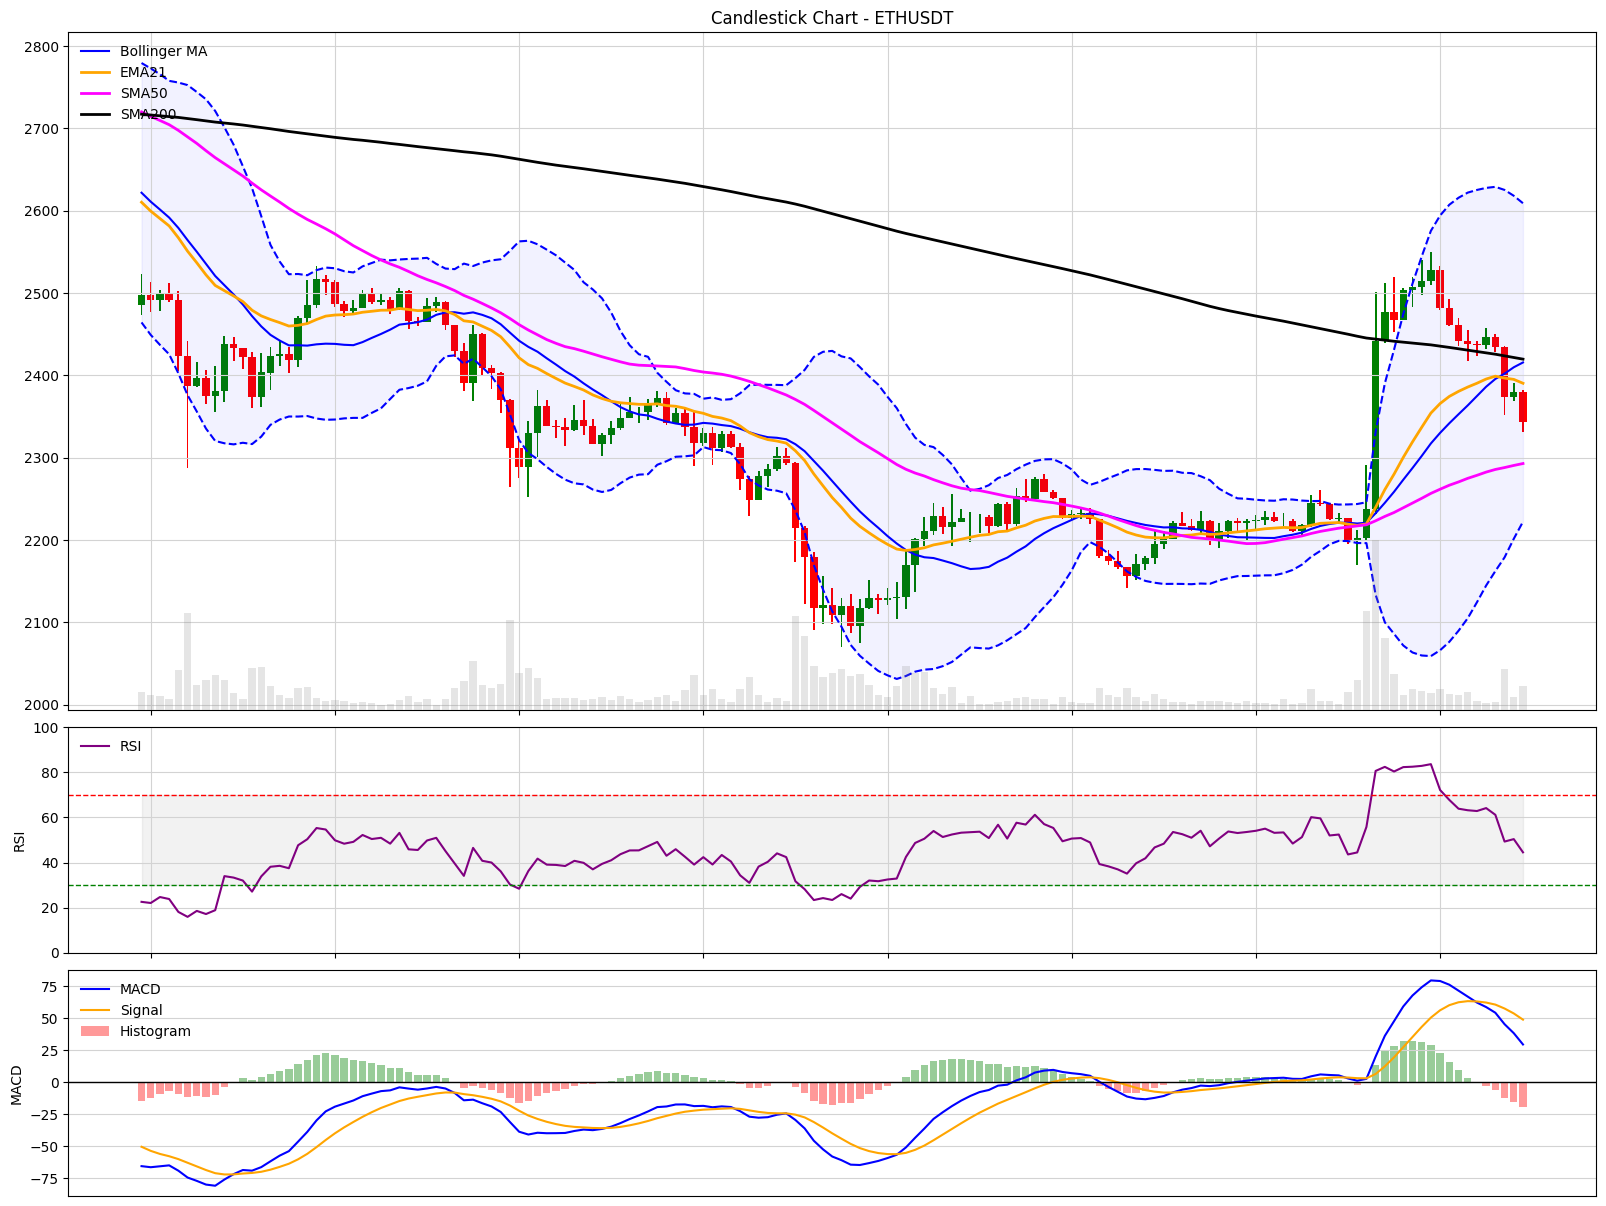 Candlestick Chart - ETHUSDT
2800
2700
2600
2500
2400
2300
2200
2100
2000
Bollinger MA
EMA21
SMA50
SMA200
100
80
60
40
20
0
RSI
RSI
75
50
25
0
−25
−50
−75
MACD
MACD
Signal
Histogram